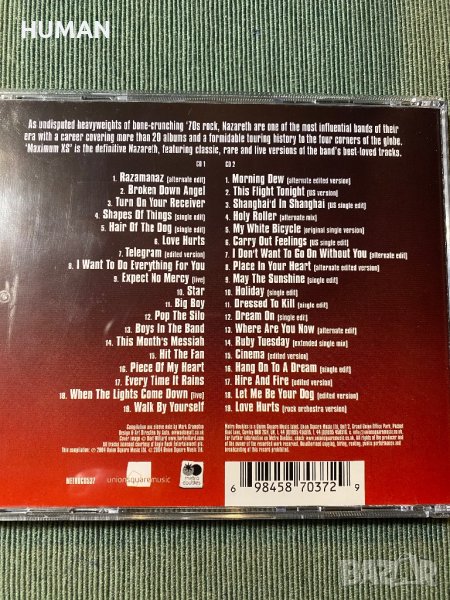 HUMAN
As undisputed heavyweights of bone-crunching '70s rock, Nazareth are one of the most influential bands of their
era with a career covering more than 20 albums and a formidable touring history to the four corners of the globe.
'Maximum XS' is the definitive Nazareth, featuring classic, rare and live versions of the band's best-loved tracks.
CD 1
1. Razamanaz [alternate edit]
2. Broken Down Angel
3. Turn On Your Receiver
4. Shapes Of Things [single edit]
5. Hair Of The Dog [single edit]
6. Love Hurts
7. Telegram [edited version]
8. I Want To Do Everything For You
9. Expect No Mercy [live]
10. Star
11. Big Boy
12. Pop The Silo
13. Boys In The Band
14. This Month's Messiah
15. Hit The Fan
16. Piece Of My Heart
17. Every Time It Rains
18. When The Lights Come Down [live]
19. Walk By Yourself
CD 2
1. Morning Dew [alternate edited version]
2. This Flight Tonight [US version]
3. Shanghai'd In Shanghai [US single edit]
4. Holy Roller [alternate mix]
5. My White Bicycle [original single version]
6. Carry Out Feelings [US single edit]
7. I Don't Want To Go On Without You [alternate edit]
8. Place In Your Heart [alternate edit]
9. May The Sunshine [single edit]
10. Holiday [single edit]
11. Dressed To Kill [single edit]
12. Dream On [single edit]
13. Where Are You Now [alternate edit]
14. Ruby Tuesday [extended single mix]
15. Cinema [edited version]
16. Hang On To A Dream [single edit]
17. Hire And Fire [edited version]
18. Let Me Be Your Dog [edited version]
19. Love Hurts [rock orchestra version]
METRDCD537
unionsquaremusic
metro doubles
6 98458 70372 9
BAZAR